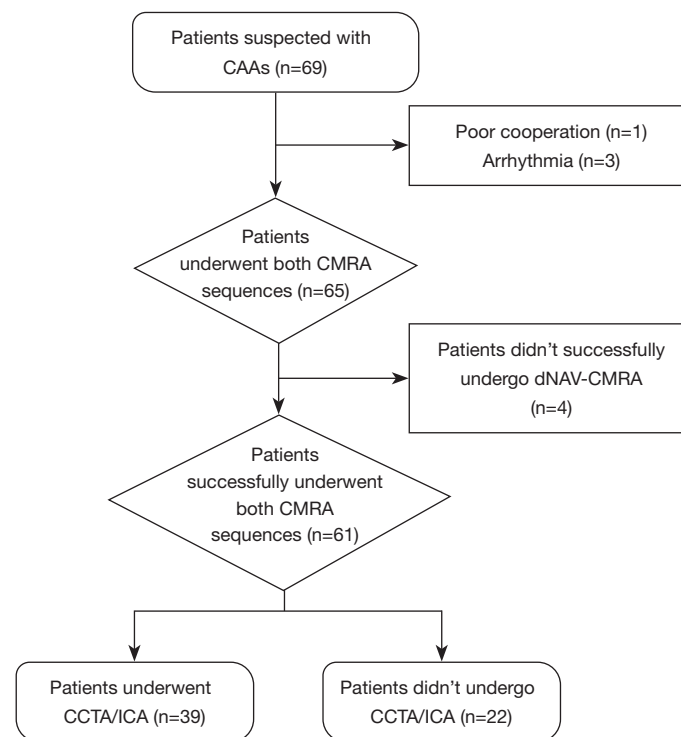 Patients suspected with
CAAs (n=69)
Poor cooperation (n=1)
Arrhythmia (n=3)
Patients
underwent both CMRA
sequences (n=65)
Patients didn’t successfully
undergo dNAV-CMRA
(n=4)
Patients
successfully underwent
both CMRA
sequences (n=61)
Patients underwent
CCTA/ICA (n=39)
Patients didn’t undergo
CCTA/ICA (n=22)